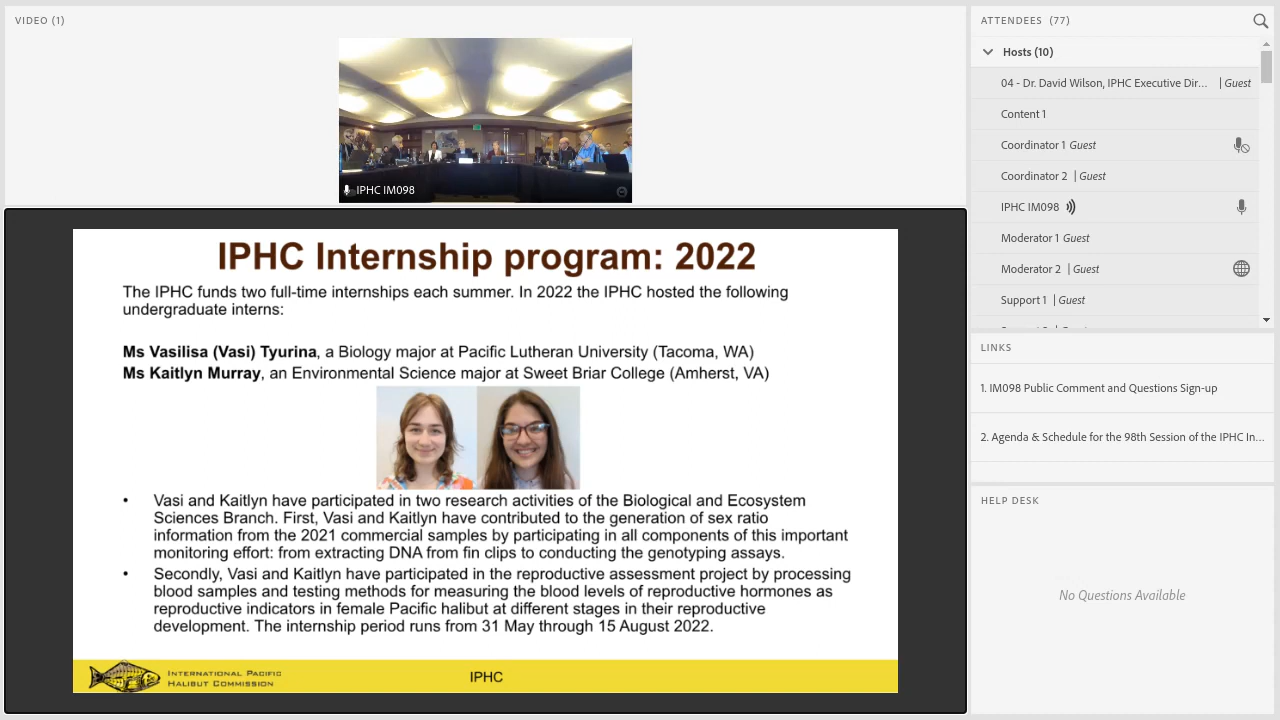 VIDEO (1)
IPHC IM098
IPHC Internship program: 2022
The IPHC funds two full-time internships each summer. In 2022 the IPHC hosted the following
undergraduate interns:
Ms Vasilisa (Vasi) Tyurina, a Biology major at Pacific Lutheran University (Tacoma, WA)
Ms Kaitlyn Murray, an Environmental Science major at Sweet Briar College (Amherst, VA)
• Vasi and Kaitlyn have participated in two research activities of the Biological and Ecosystem
Sciences Branch. First, Vasi and Kaitlyn have contributed to the generation of sex ratio
information from the 2021 commercial samples by participating in all components of this important
monitoring effort: from extracting DNA from fin clips to conducting the genotyping assays.
• Secondly, Vasi and Kaitlyn have participated in the reproductive assessment project by processing
blood samples and testing methods for measuring the blood levels of reproductive hormones as
reproductive indicators in female Pacific halibut at different stages in their reproductive
development. The internship period runs from 31 May through 15 August 2022.
INTERNATIONAL PACIFIC
HALIBUT COMMISSION
IPHC
ATTENDEES (77)
Hosts (10)
04 - Dr. David Wilson, IPHC Executive Dir... | Guest
Content 1
Coordinator 1 Guest
Coordinator 2 | Guest
IPHC IM098
Moderator 1 Guest
Moderator 2 | Guest
Support 1 | Guest
LINKS
1. IM098 Public Comment and Questions Sign-up
2. Agenda & Schedule for the 98th Session of the IPHC In...
HELP DESK
No Questions Available